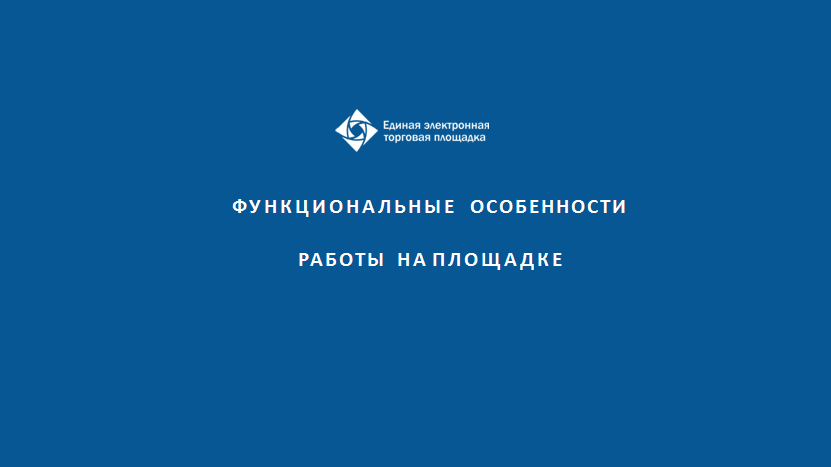 Единая электронная
торговая площадка
ФУНКЦИОНАЛЬНЫЕ ОСОБЕННОСТИ
РАБОТЫ НА ПЛОЩАДКЕ